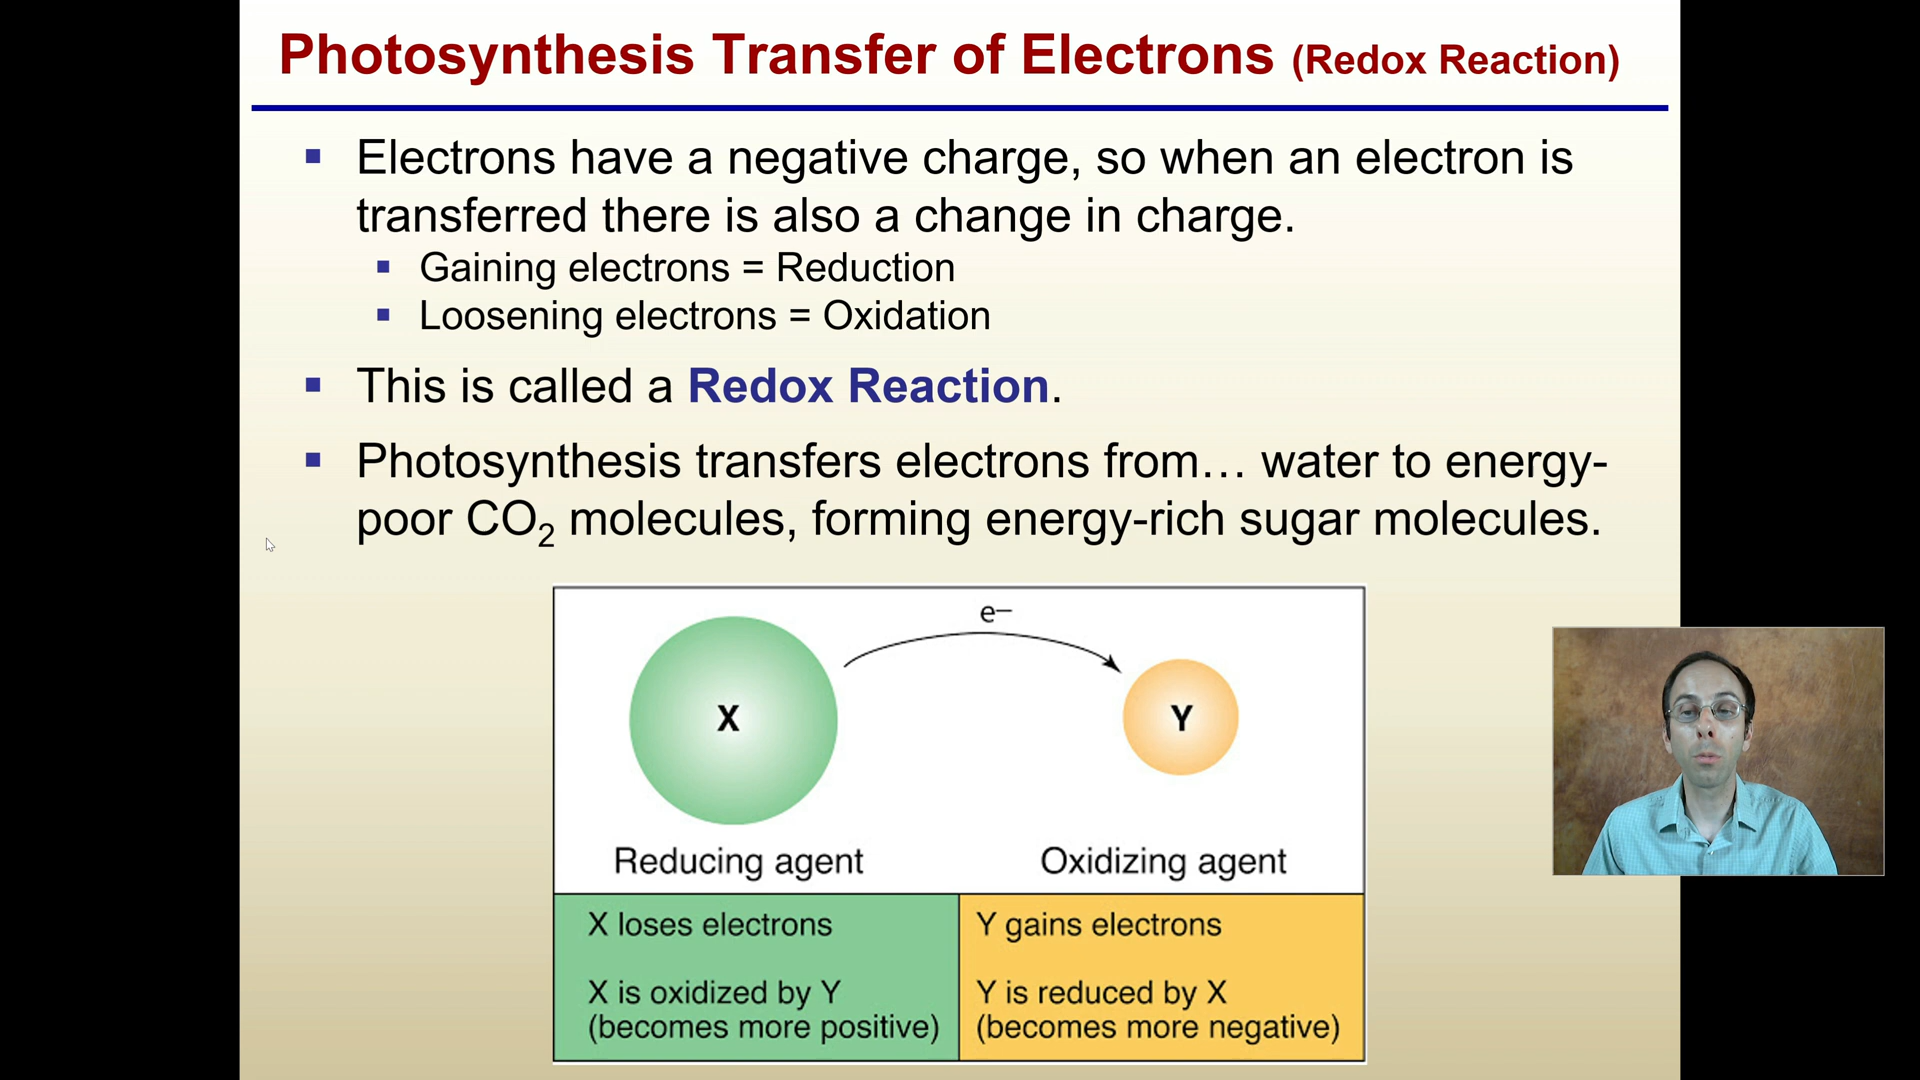 Photosynthesis Transfer of Electrons (Redox Reaction)
Electrons have a negative charge, so when an electron is
transferred there is also a change in charge.
Gaining electrons = Reduction
Loosening electrons = Oxidation
This is called a Redox Reaction.
Photosynthesis transfers electrons from… water to energy-
poor CO₂ molecules, forming energy-rich sugar molecules.
e–
X
Y
Reducing agent
Oxidizing agent
X loses electrons
X is oxidized by Y
(becomes more positive)
Y gains electrons
Y is reduced by X
(becomes more negative)